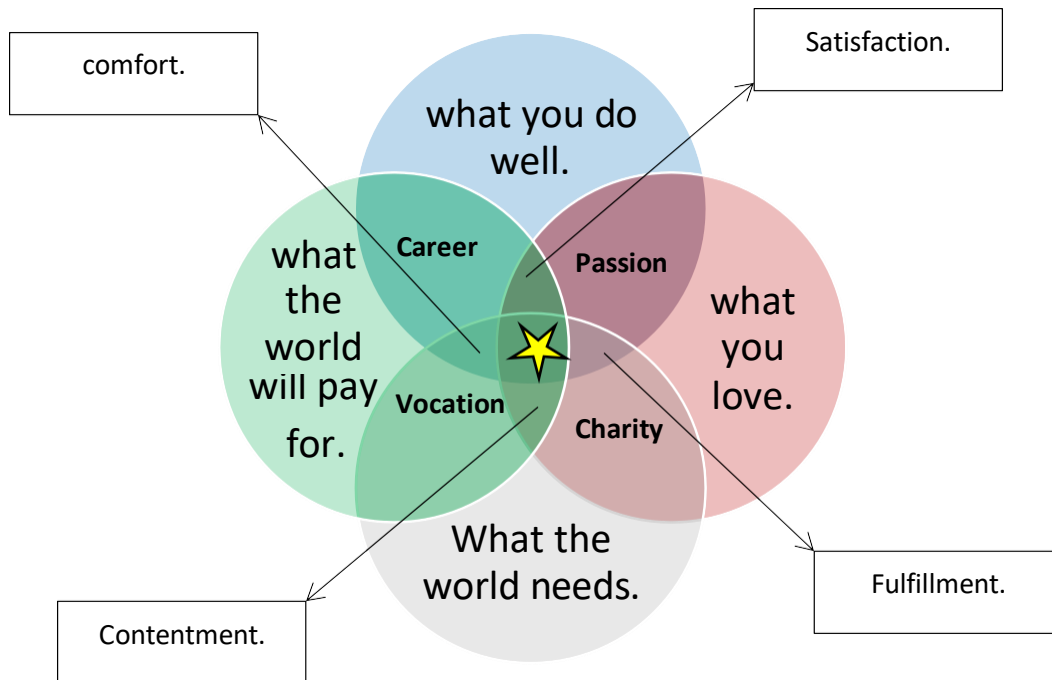 comfort.
Satisfaction.
what you do
well.
Career
Passion
what
the
world
will pay
for.
what
you
love.
Vocation
Charity
What the
world needs.
Contentment.
Fulfillment.